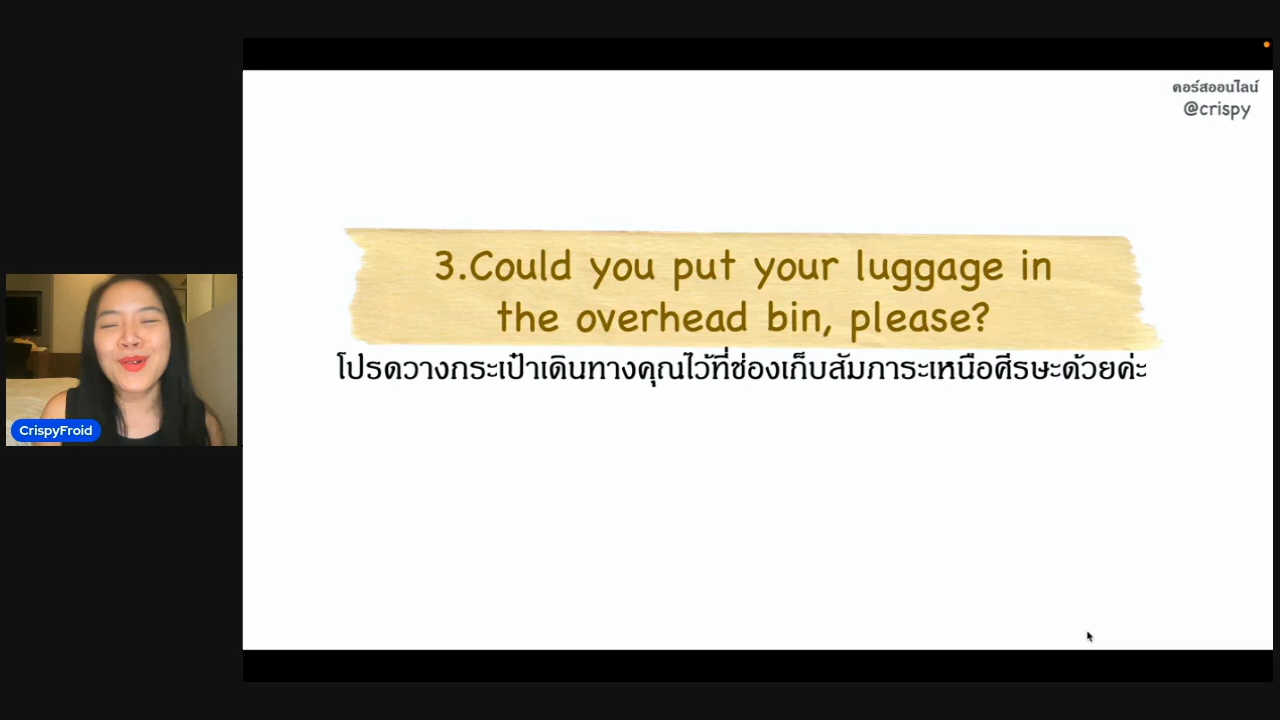 คอร์สออนไลน์
@crispy
3.Could you put your luggage in
the overhead bin, please?
โปรดวางกระเป๋าเดินทางคุณไว้ที่ช่องเก็บสัมภาระเหนือศีรษะด้วยค่ะ
CrispyFroid